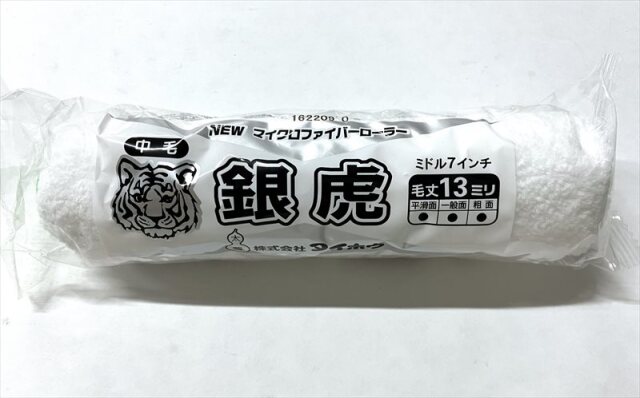 162209 0
NEW マイクロファイバーローラー
中毛
銀虎
ミドル7インチ
毛丈13ミリ
平滑面 一般面 粗面
● ● ●
株式会社